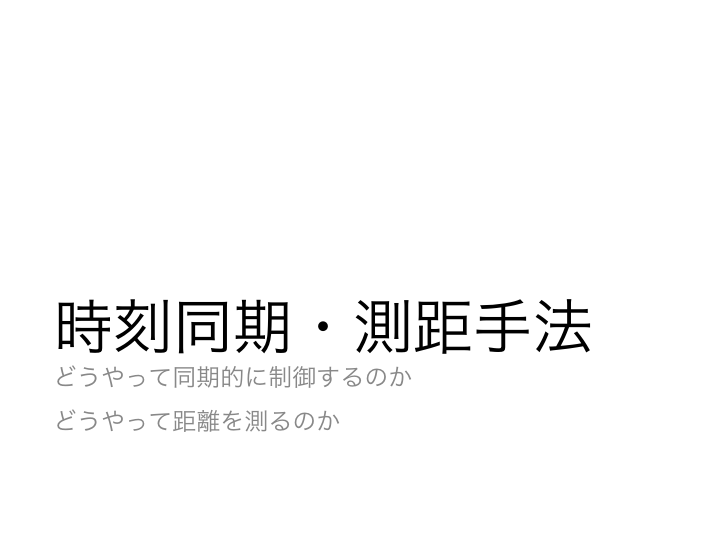 時刻同期・測距手法
どうやって同期的に制御するのか
どうやって距離を測るのか